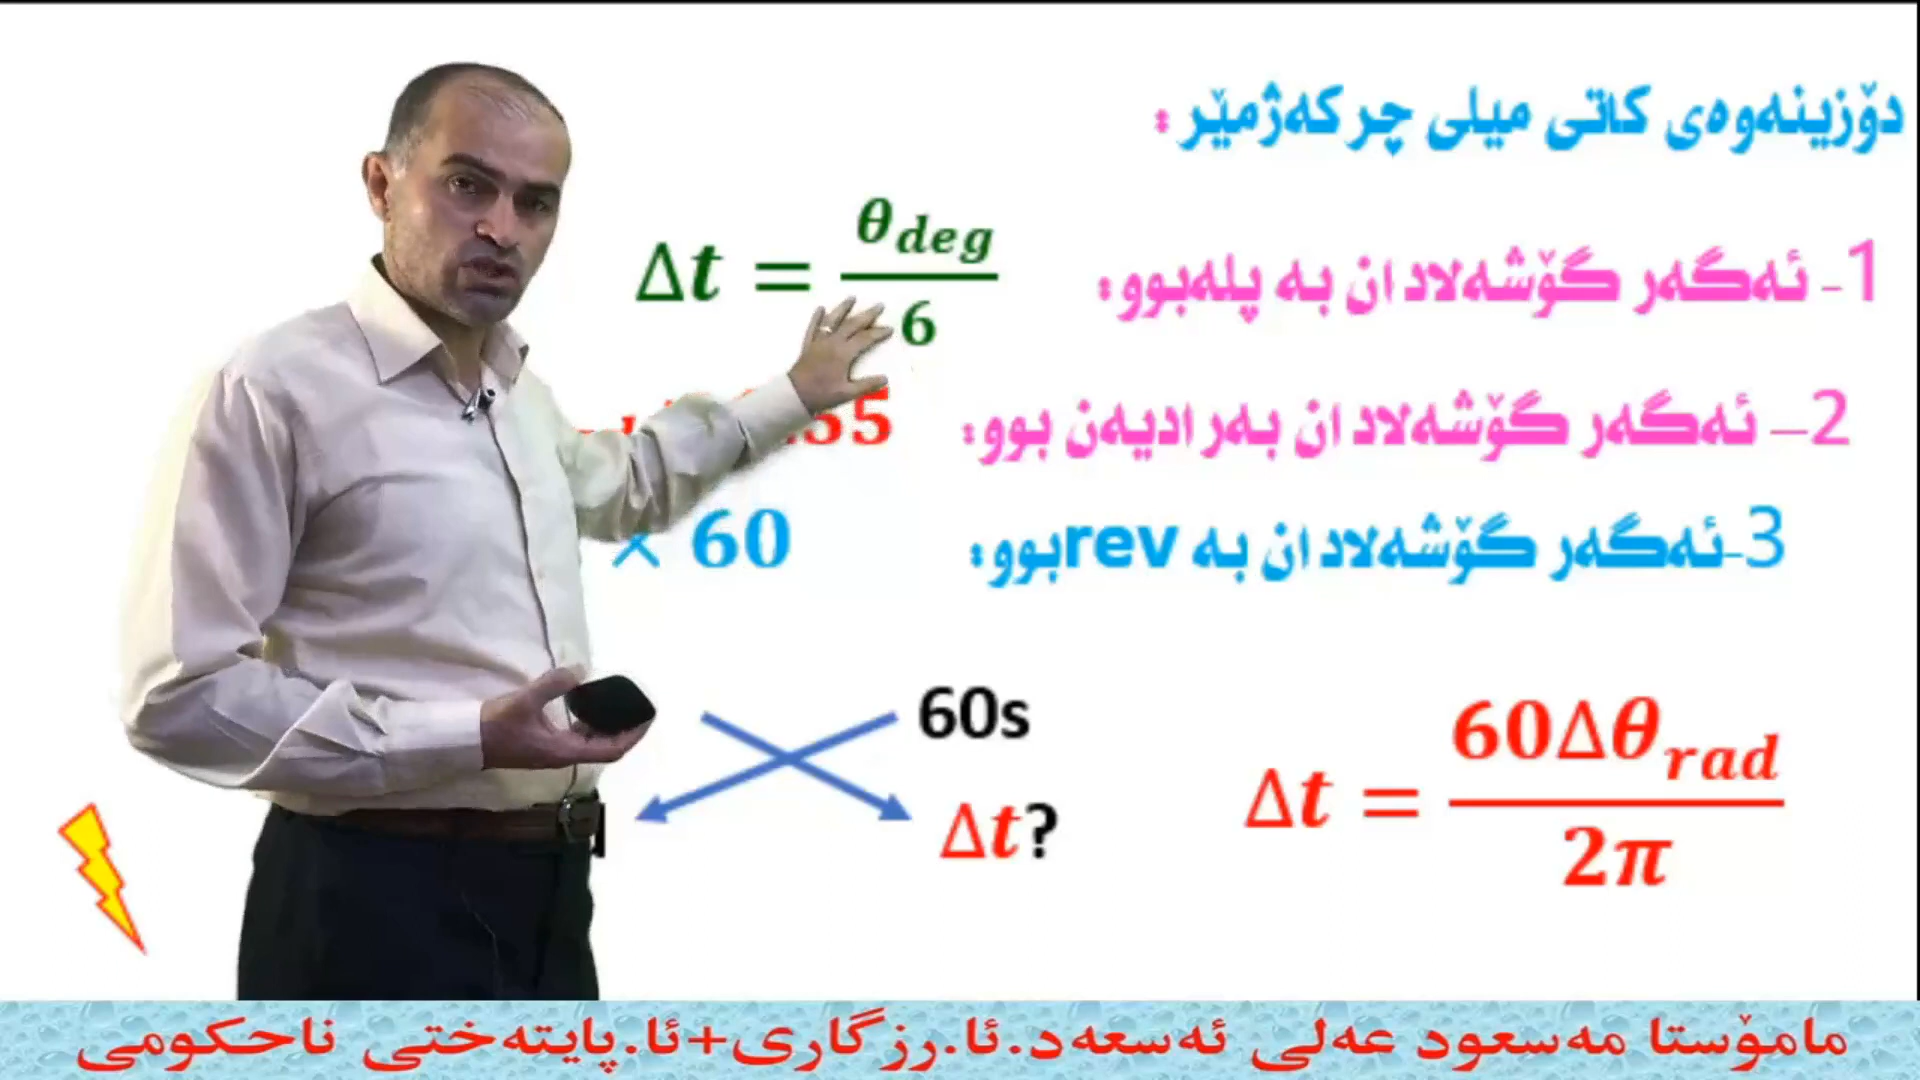 دۆزینەوەی کاتی میلی چرکەژمێر :
1- ئەگەر گۆشەلادان بە پلەبوو:
Δt = θdeg / 6
2– ئەگەر گۆشەلادان بەرادیەن بوو:
55
3-ئەگەر گۆشەلادان بە revبوو:
× 60
60s
Δt?
Δt = 60Δθrad / 2π
مامۆستا مەسعود عەلی ئەسعەد.ئا.رزگاری+ئا.پایتەختی ناحکومی